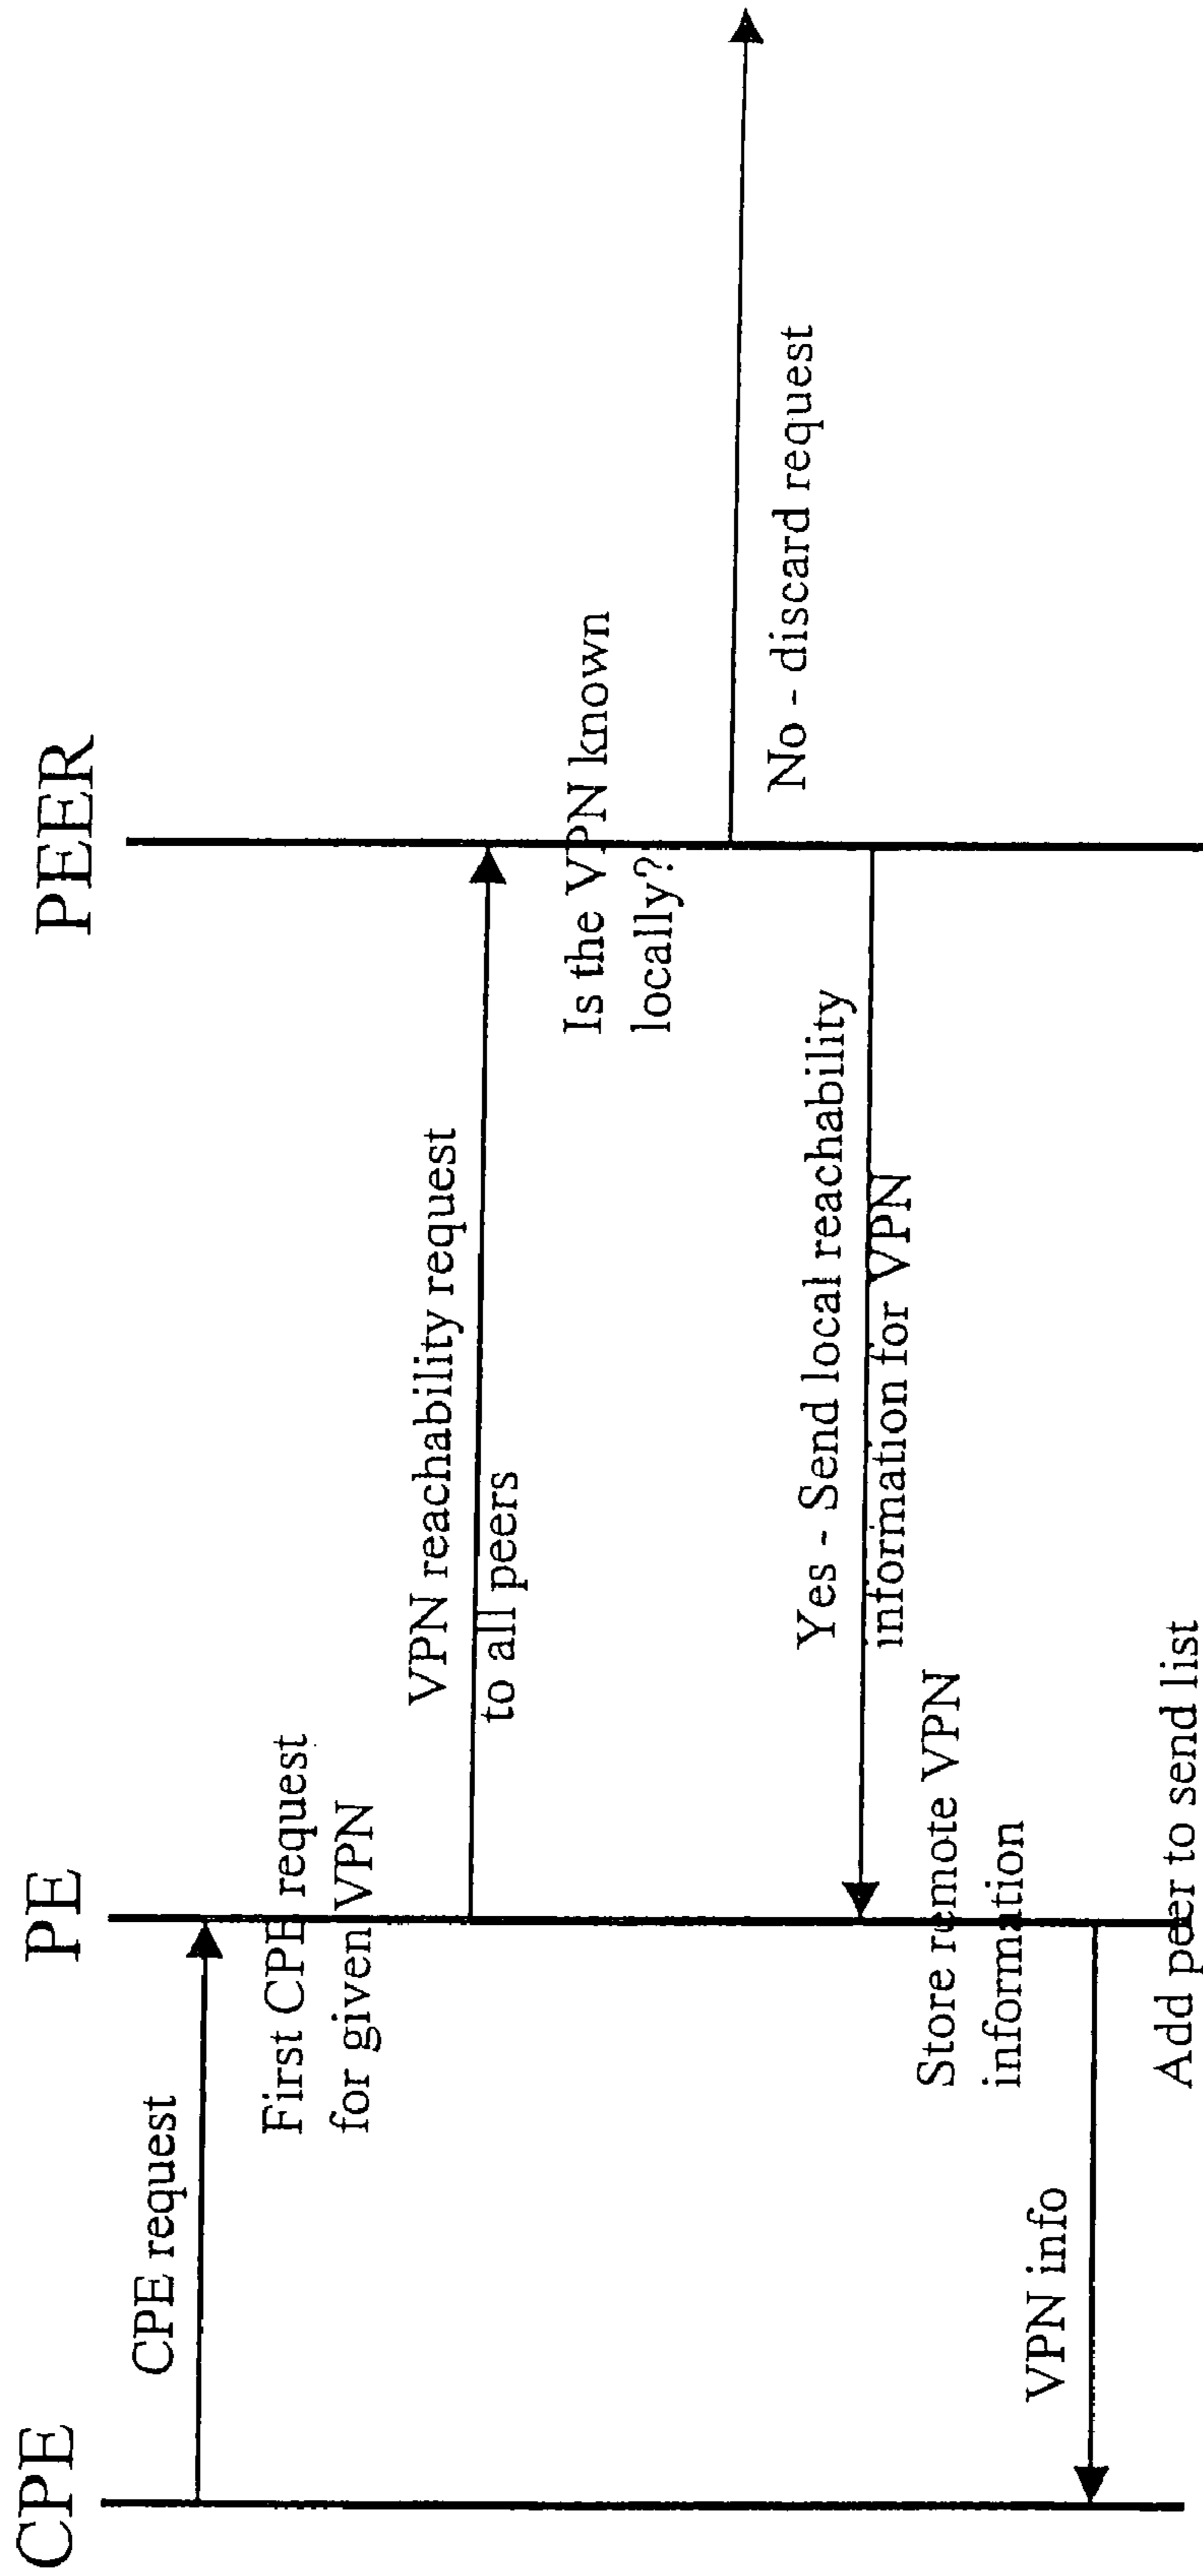 CPE
PE
PEER
CPE request
First CPE request
for given VPN
VPN reachability request
to all peers
Is the VPN known
locally?
No - discard request
Yes - Send local reachability
information for VPN
Store remote VPN
information
VPN info
Add peer to send list